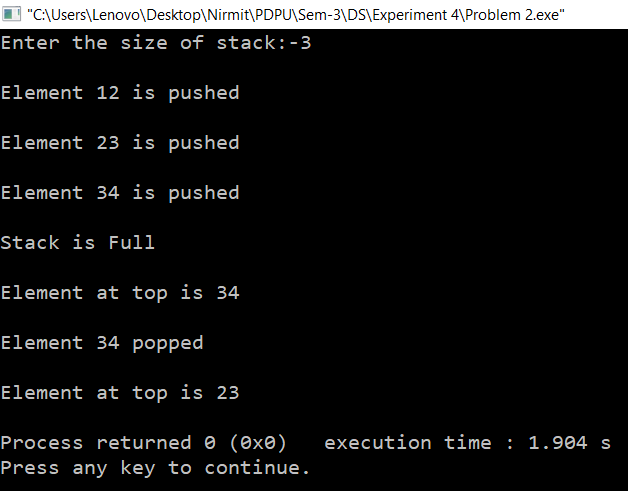 "C:\Users\Lenovo\Desktop\Nirmit\PDPU\Sem-3\DS\Experiment 4\Problem 2.exe"
Enter the size of stack:-3
Element 12 is pushed
Element 23 is pushed
Element 34 is pushed
Stack is Full
Element at top is 34
Element 34 popped
Element at top is 23
Process returned 0 (0x0)   execution time : 1.904 s
Press any key to continue.